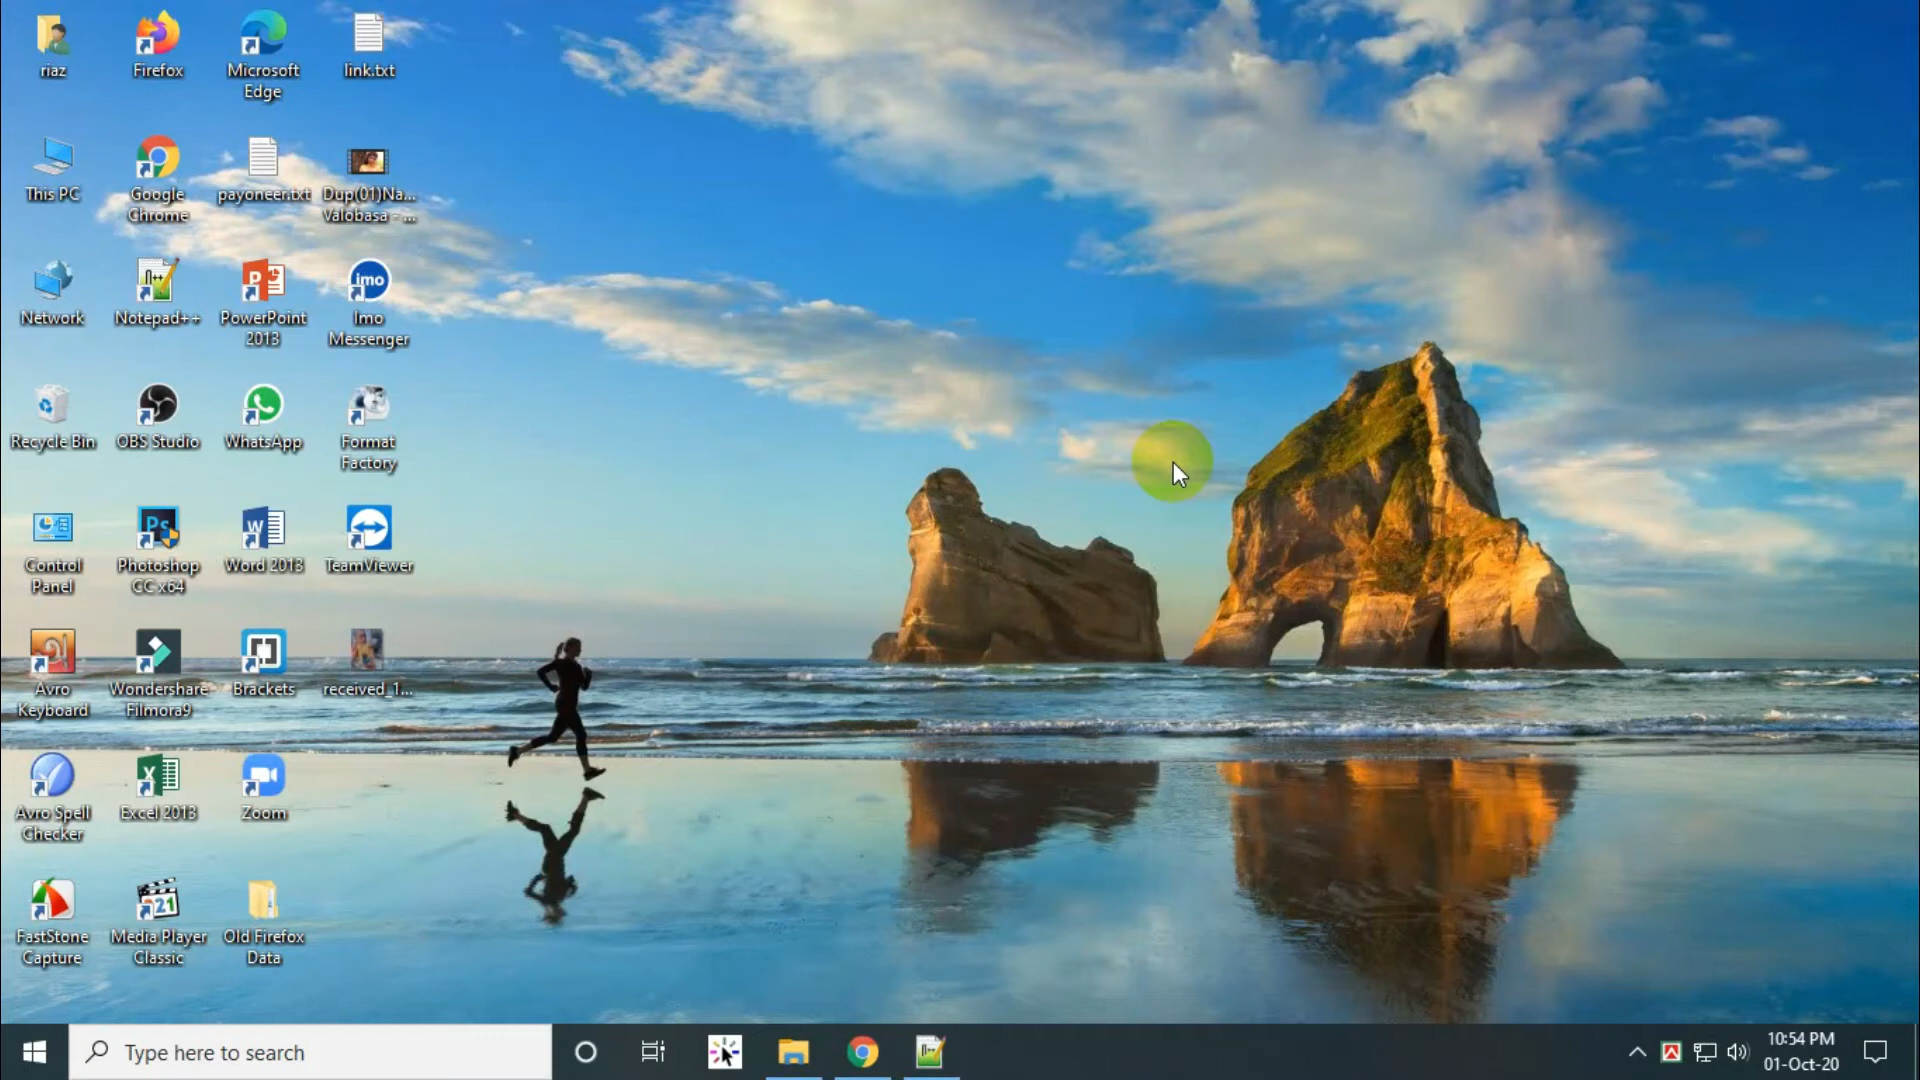 riaz
Firefox
Microsoft
Edge
link.txt
This PC
Google
Chrome
payoneer.txt
Dup(01)Na...
Valobasa - ...
Network
Notepad++
PowerPoint
2013
imo
Imo
Messenger
Recycle Bin
OBS Studio
WhatsApp
Format
Factory
Control
Panel
Ps
Photoshop
CC x64
Word 2013
TeamViewer
Avro
Keyboard
Wondershare
Filmora9
Brackets
received_1...
Avro Spell
Checker
Excel 2013
Zoom
FastStone
Capture
321
Media Player
Classic
Old Firefox
Data
Type here to search
10:54 PM
01-Oct-20